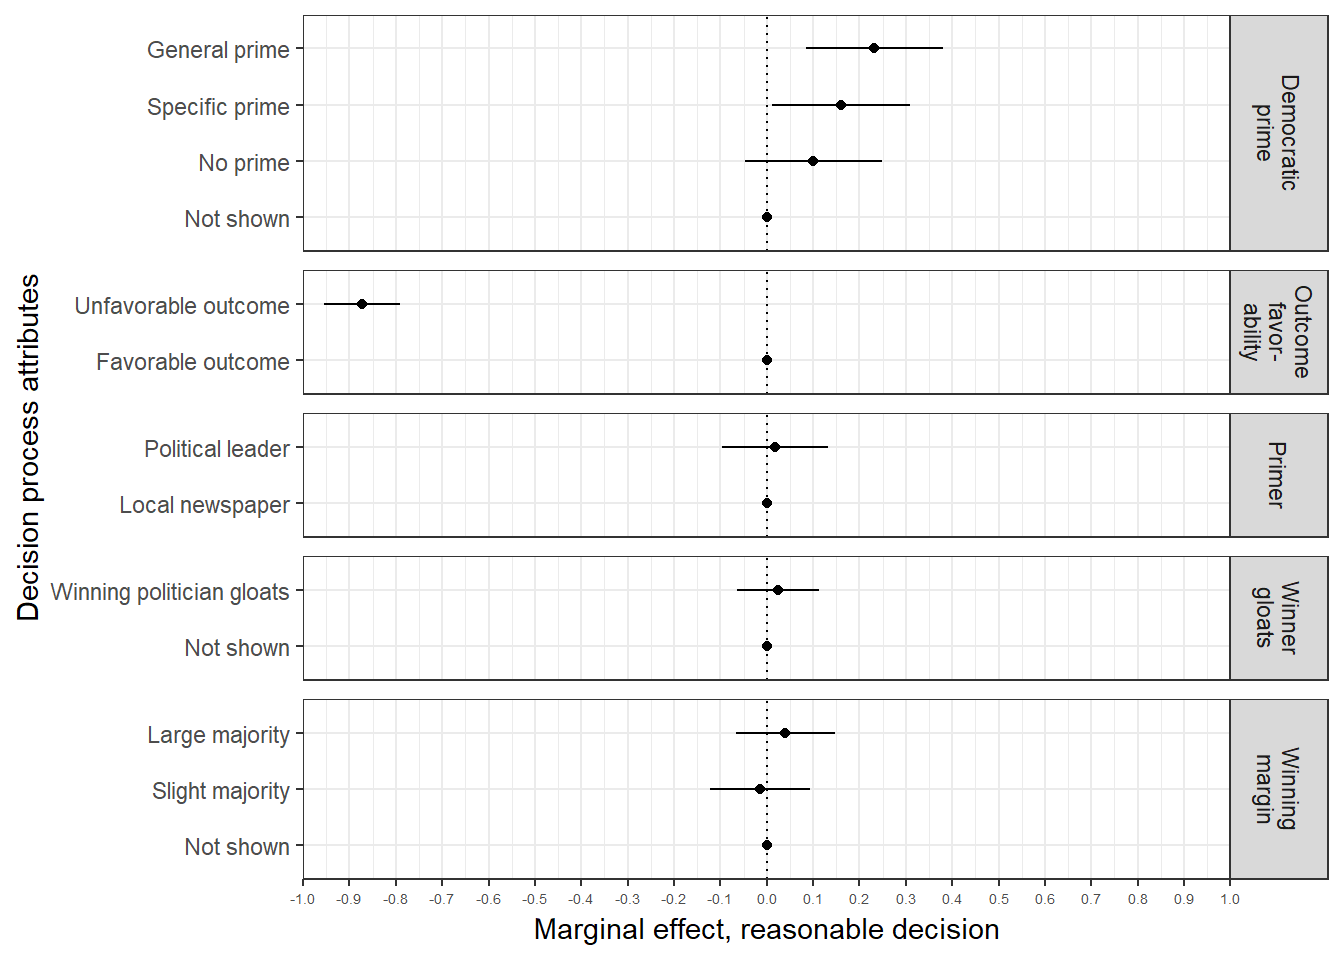 General prime
Specific prime
No prime
Not shown
Democratic
prime
Unfavorable outcome
Favorable outcome
Outcome
favor-
ability
Political leader
Local newspaper
Primer
Winning politician gloats
Not shown
Winner
gloats
Large majority
Slight majority
Not shown
Winning
margin
Decision process attributes
-1.0 -0.9 -0.8 -0.7 -0.6 -0.5 -0.4 -0.3 -0.2 -0.1 0.0 0.1 0.2 0.3 0.4 0.5 0.6 0.7 0.8 0.9 1.0
Marginal effect, reasonable decision